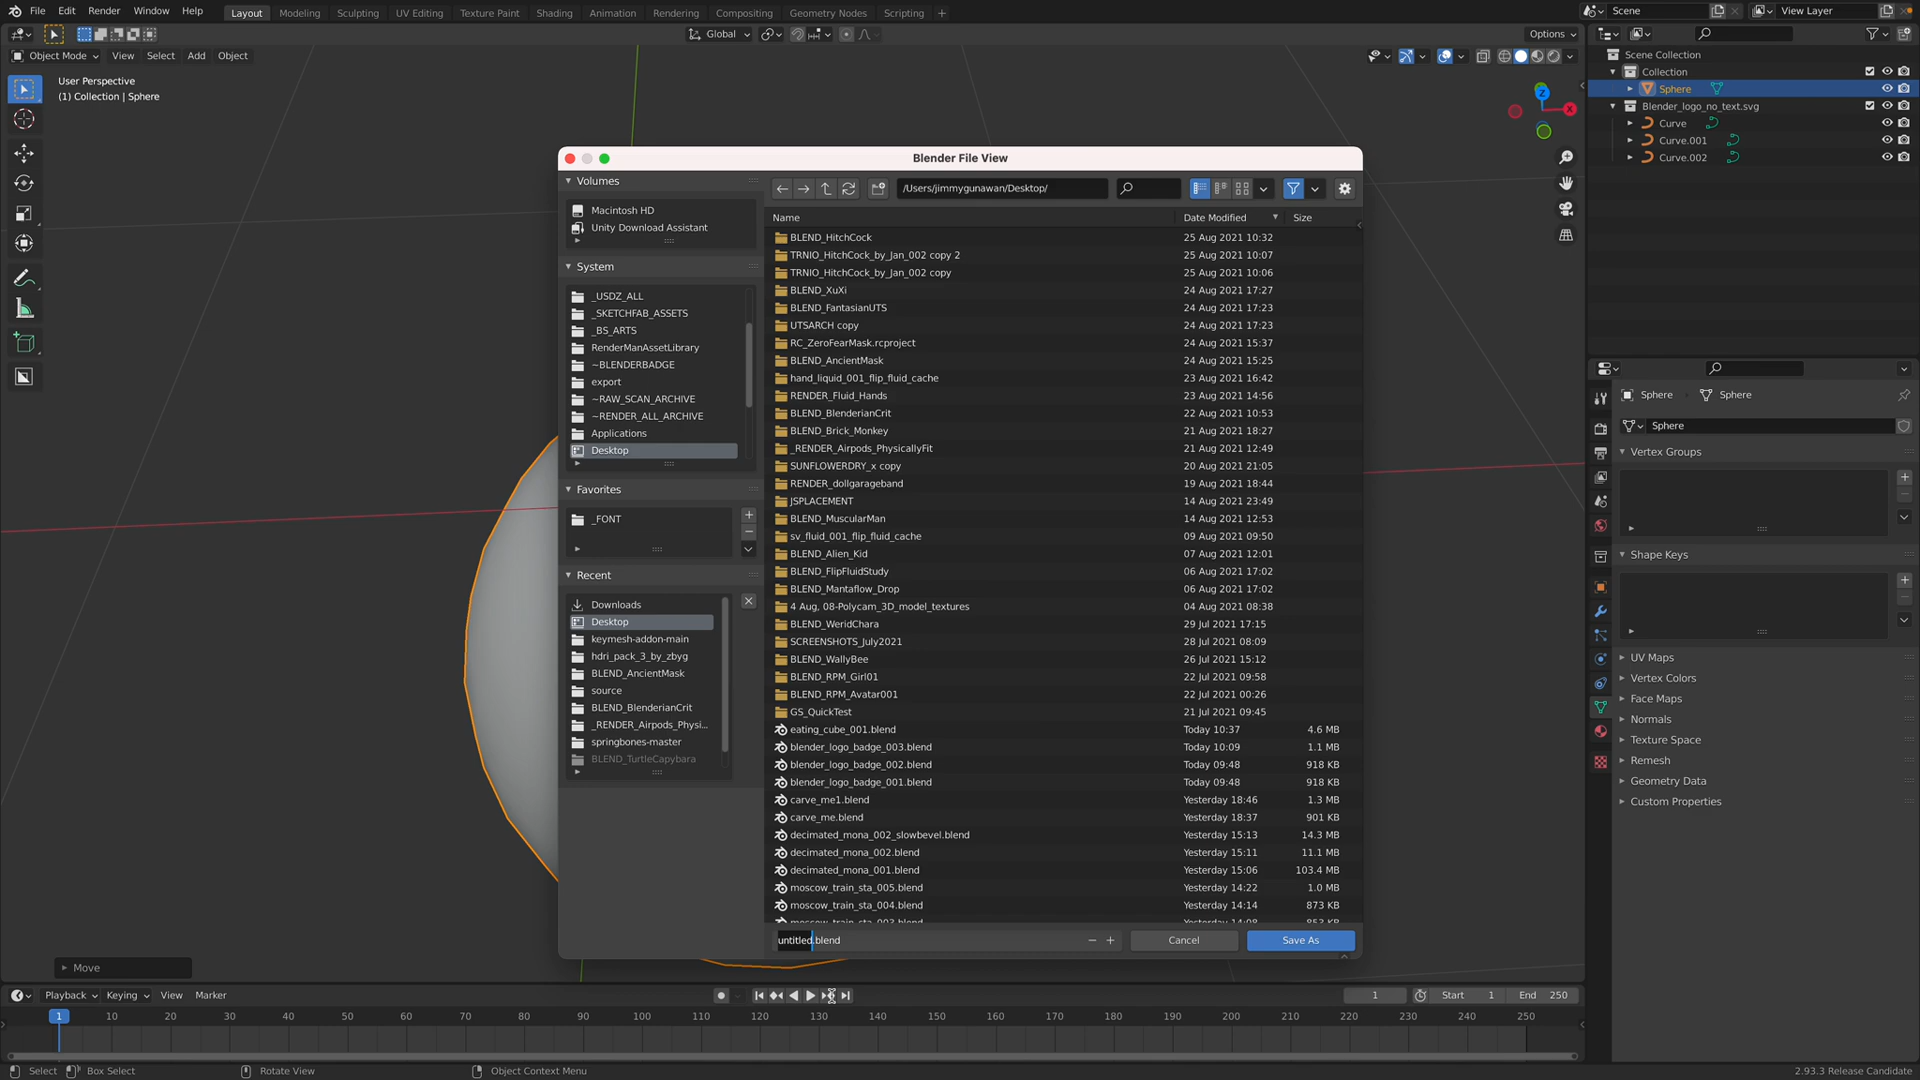 File Edit Render Window Help Layout Modeling Sculpting UV Editing Texture Paint Shading Animation Rendering Compositing Geometry Nodes Scripting + Scene View Layer
Global Options
Object Mode View Select Add Object
User Perspective
(1) Collection | Sphere
Scene Collection
Collection
Sphere
Blender_logo_no_text.svg
Curve
Curve.001
Curve.002
Z
X
Blender File View
Volumes
Macintosh HD
Unity Download Assistant
System
_USDZ_ALL
_SKETCHFAB_ASSETS
_BS_ARTS
RenderManAssetLibrary
~BLENDERBADGE
export
~RAW_SCAN_ARCHIVE
~RENDER_ALL_ARCHIVE
Applications
Desktop
Favorites
_FONT
Recent
Downloads
Desktop
keymesh-addon-main
hdri_pack_3_by_zbyg
BLEND_AncientMask
source
BLEND_BlenderianCrit
_RENDER_Airpods_Physi...
springbones-master
BLEND_TurtleCapybara
/Users/jimmygunawan/Desktop/
Name Date Modified Size
BLEND_HitchCock 25 Aug 2021 10:32
TRNIO_HitchCock_by_Jan_002 copy 2 25 Aug 2021 10:07
TRNIO_HitchCock_by_Jan_002 copy 25 Aug 2021 10:06
BLEND_XuXi 24 Aug 2021 17:27
BLEND_FantasianUTS 24 Aug 2021 17:23
UTSARCH copy 24 Aug 2021 17:23
RC_ZeroFearMask.rcproject 24 Aug 2021 15:37
BLEND_AncientMask 24 Aug 2021 15:25
hand_liquid_001_flip_fluid_cache 23 Aug 2021 16:42
RENDER_Fluid_Hands 23 Aug 2021 14:56
BLEND_BlenderianCrit 22 Aug 2021 10:53
BLEND_Brick_Monkey 21 Aug 2021 18:27
_RENDER_Airpods_PhysicallyFit 21 Aug 2021 12:49
SUNFLOWERDRY_x copy 20 Aug 2021 21:05
RENDER_dollgarageband 19 Aug 2021 18:44
JSPLACEMENT 14 Aug 2021 23:49
BLEND_MuscularMan 14 Aug 2021 12:53
sv_fluid_001_flip_fluid_cache 09 Aug 2021 09:50
BLEND_Alien_Kid 07 Aug 2021 12:01
BLEND_FlipFluidStudy 06 Aug 2021 17:02
BLEND_Mantaflow_Drop 06 Aug 2021 17:02
4 Aug, 08-Polycam_3D_model_textures 04 Aug 2021 08:38
BLEND_WeridChara 29 Jul 2021 17:15
SCREENSHOTS_July2021 28 Jul 2021 08:09
BLEND_WallyBee 26 Jul 2021 15:12
BLEND_RPM_Girl01 22 Jul 2021 09:58
BLEND_RPM_Avatar001 22 Jul 2021 00:26
GS_QuickTest 21 Jul 2021 09:45
eating_cube_001.blend Today 10:37 4.6 MB
blender_logo_badge_003.blend Today 10:09 1.1 MB
blender_logo_badge_002.blend Today 09:48 918 KB
blender_logo_badge_001.blend Today 09:48 918 KB
carve_me1.blend Yesterday 18:46 1.3 MB
carve_me.blend Yesterday 18:37 901 KB
decimated_mona_002_slowbevel.blend Yesterday 15:13 14.3 MB
decimated_mona_002.blend Yesterday 15:11 11.1 MB
decimated_mona_001.blend Yesterday 15:06 103.4 MB
moscow_train_sta_005.blend Yesterday 14:22 1.0 MB
moscow_train_sta_004.blend Yesterday 14:14 873 KB
moscow_train_sta_003.blend Yesterday 14:08 853 KB
untitled.blend Cancel Save As
Sphere Sphere
Sphere
Vertex Groups
Shape Keys
UV Maps
Vertex Colors
Face Maps
Normals
Texture Space
Remesh
Geometry Data
Custom Properties
Move
Playback Keying View Marker 1 Start 1 End 250
1 10 20 30 40 50 60 70 80 90 100 110 120 130 140 150 160 170 180 190 200 210 220 230 240 250
Select Box Select Rotate View Object Context Menu 2.93.3 Release Candidate